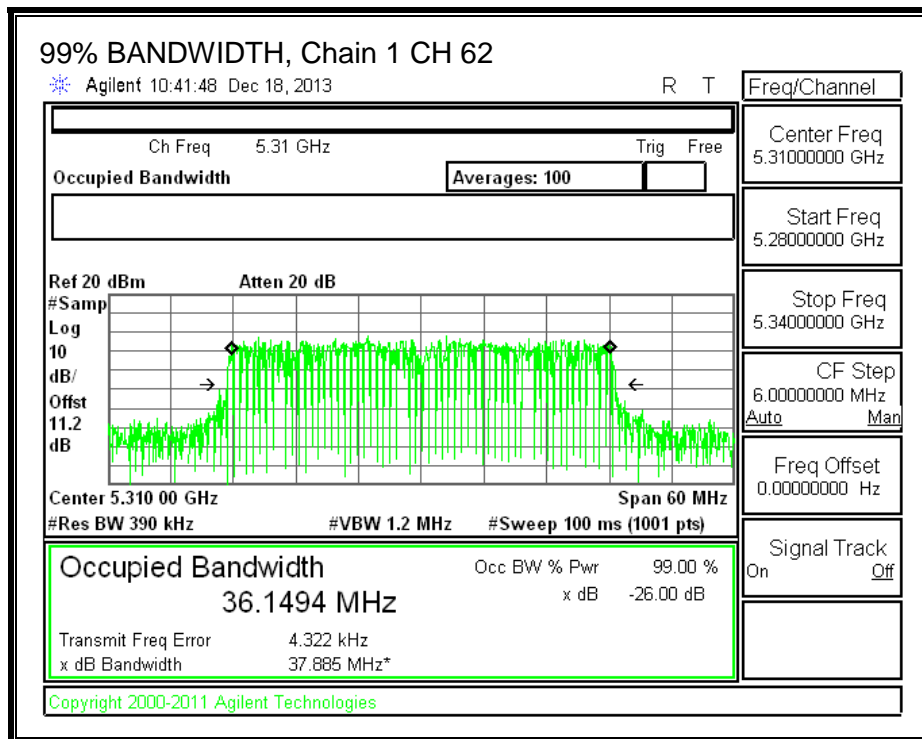 99% BANDWIDTH, Chain 1 CH 62
Agilent 10:41:48 Dec 18, 2013 R T
Freq/Channel
Ch Freq 5.31 GHz Trig Free
Occupied Bandwidth Averages: 100
Center Freq
5.31000000 GHz
Start Freq
5.28000000 GHz
Stop Freq
5.34000000 GHz
CF Step
6.00000000 MHz
Auto Man
Freq Offset
0.00000000 Hz
Signal Track
On Off
Ref 20 dBm Atten 20 dB
#Samp
Log
10
dB/
Offst
11.2
dB
Center 5.310 00 GHz Span 60 MHz
#Res BW 390 kHz #VBW 1.2 MHz #Sweep 100 ms (1001 pts)
Occupied Bandwidth Occ BW % Pwr 99.00 %
36.1494 MHz x dB -26.00 dB
Transmit Freq Error 4.322 kHz
x dB Bandwidth 37.885 MHz*
Copyright 2000-2011 Agilent Technologies